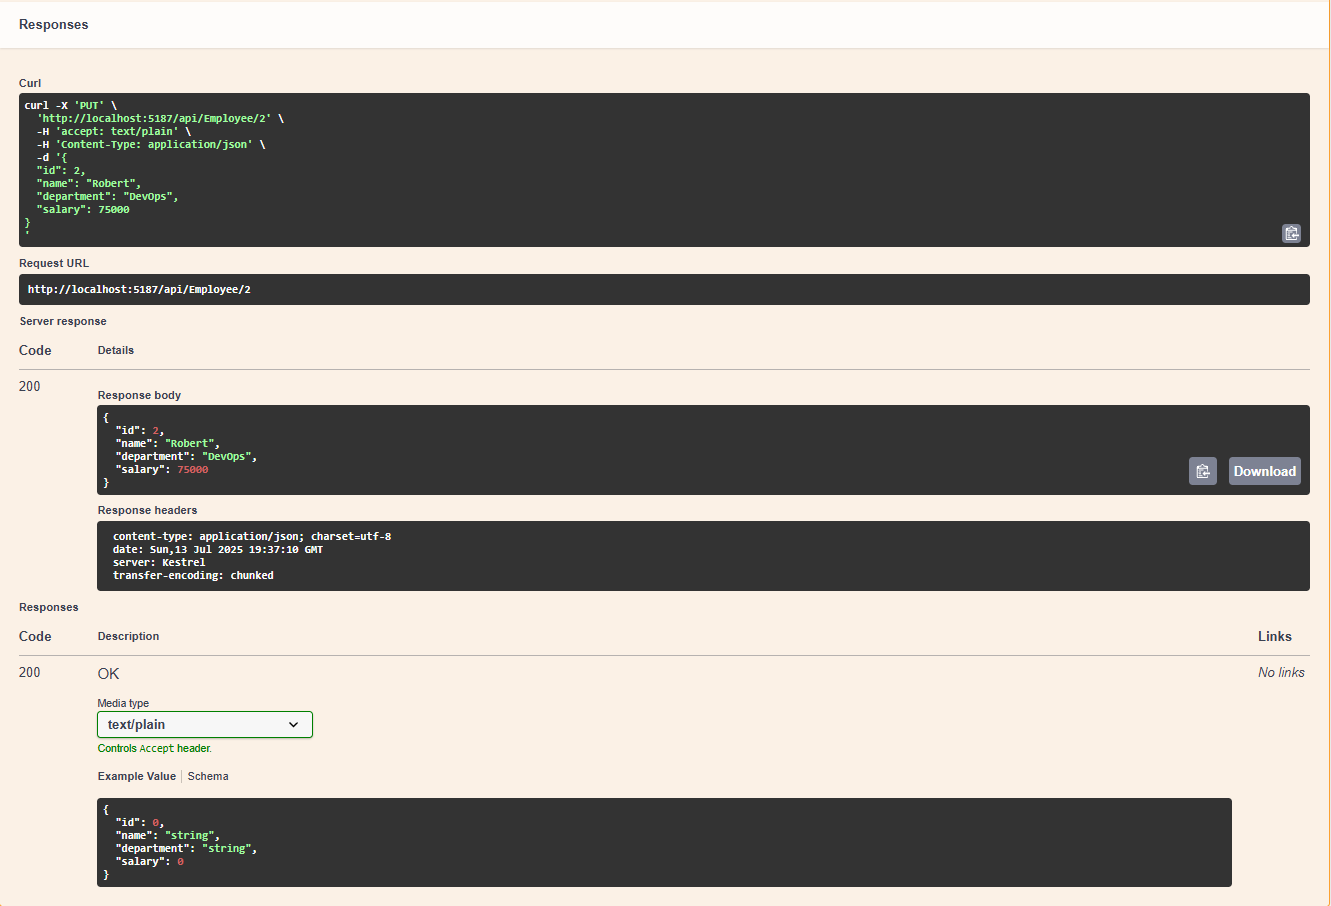 Responses
Curl
curl -X 'PUT' \
  'http://localhost:5187/api/Employee/2' \
  -H 'accept: text/plain' \
  -H 'Content-Type: application/json' \
  -d '{
  "id": 2,
  "name": "Robert",
  "department": "DevOps",
  "salary": 75000
}
'
Request URL
http://localhost:5187/api/Employee/2
Server response
Code Details
200
Response body
{
  "id": 2,
  "name": "Robert",
  "department": "DevOps",
  "salary": 75000
}
Download
Response headers
content-type: application/json; charset=utf-8
date: Sun,13 Jul 2025 19:37:10 GMT
server: Kestrel
transfer-encoding: chunked
Responses
Code Description Links
200 OK No links
Media type
text/plain
Controls Accept header.
Example Value Schema
{
  "id": 0,
  "name": "string",
  "department": "string",
  "salary": 0
}